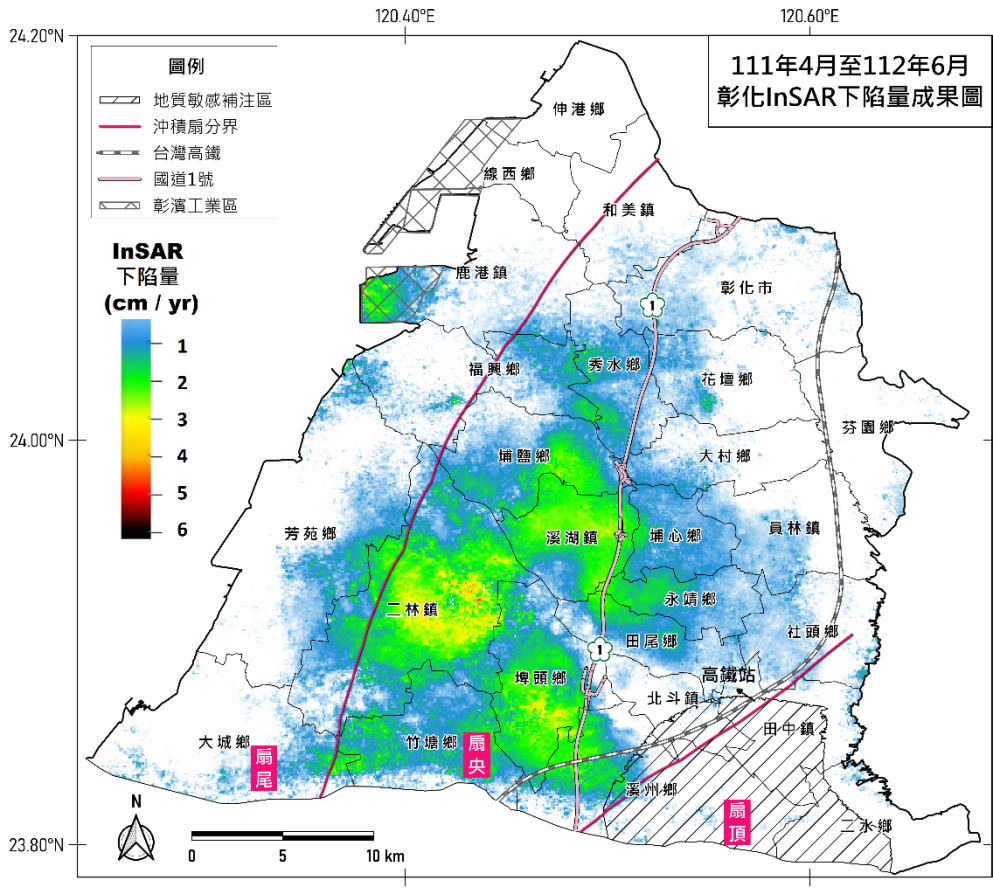 120.40°E
120.60°E
24.20°N
24.00°N
23.80°N
111年4月至112年6月
彰化InSAR下陷量成果圖
圖例
地質敏感補注區
沖積扇分界
台灣高鐵
國道1號
彰濱工業區
InSAR
下陷量
(cm / yr)
1
2
3
4
5
6
伸港鄉
線西鄉
和美鎮
鹿港鎮
彰化市
1
福興鄉
秀水鄉
花壇鄉
芬園鄉
埔鹽鄉
大村鄉
芳苑鄉
溪湖鎮
埔心鄉
員林鎮
二林鎮
永靖鄉
田尾鄉
社頭鄉
1
埤頭鄉
高鐵站
北斗鎮
田中鎮
大城鄉
竹塘鄉
扇尾
扇央
溪州鄉
扇頂
二水鄉
N
0
5
10 km